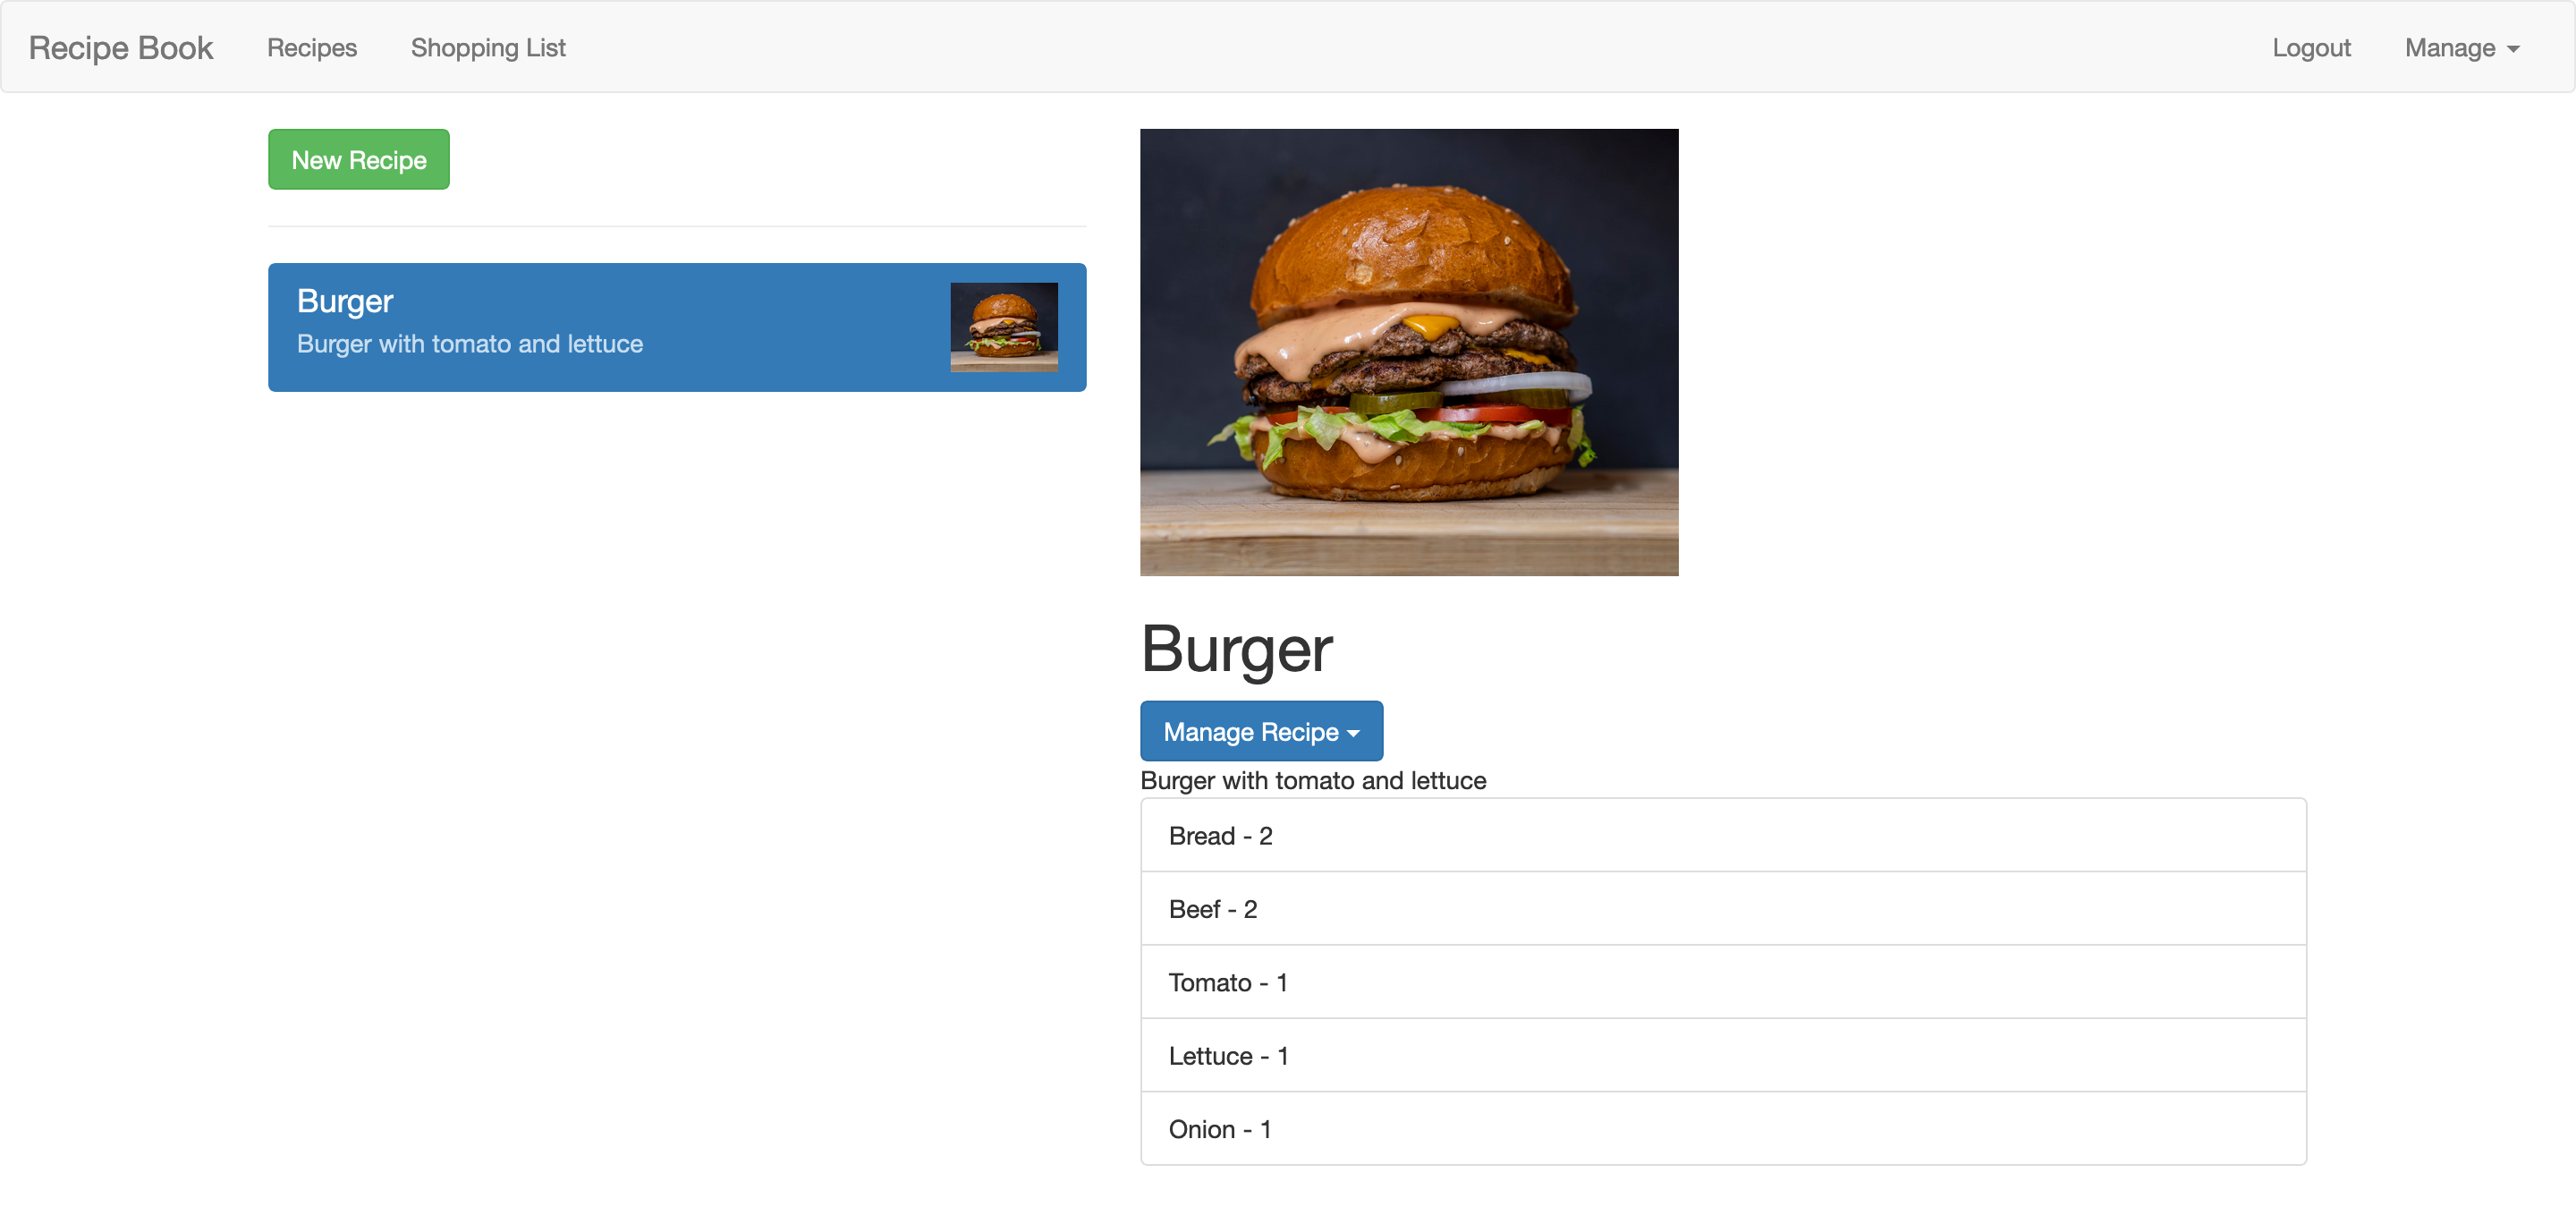 Recipe Book Recipes Shopping List Logout Manage
New Recipe
Burger
Burger with tomato and lettuce
Burger
Manage Recipe
Burger with tomato and lettuce
Bread - 2
Beef - 2
Tomato - 1
Lettuce - 1
Onion - 1